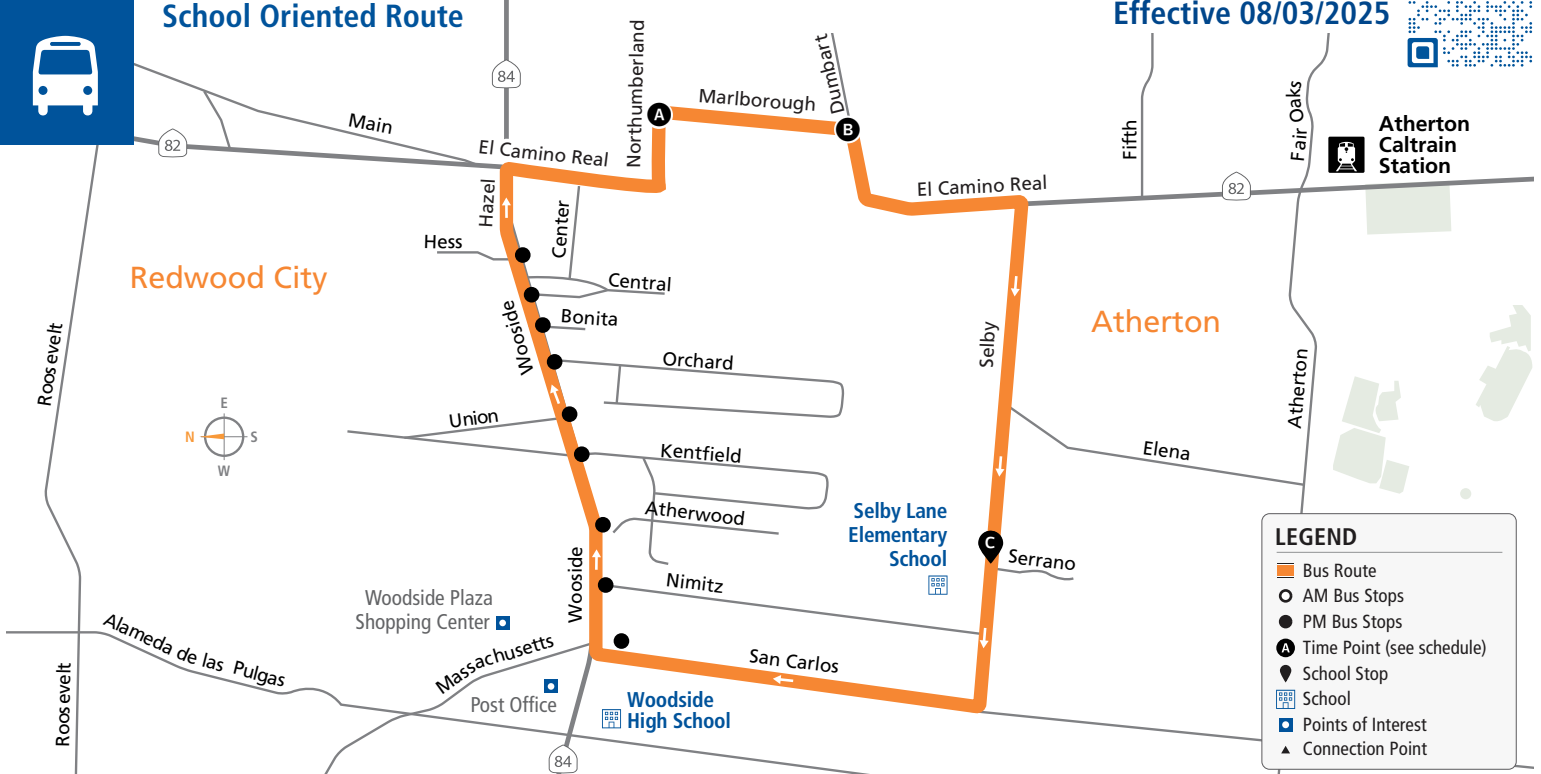 School Oriented Route
Effective 08/03/2025
84
Northumberland
Dumbart
Marlborough
A
B
Main
82
El Camino Real
Fifth
Fair Oaks
Atherton
Caltrain
Station
El Camino Real
82
Hazel
Center
Hess
Central
Redwood City
Bonita
Wooside
Atherton
Selby
Orchard
Roosevelt
Atherton
E
N
S
W
Union
Kentfield
Elena
Atherwood
Selby Lane
Elementary
School
C
Serrano
Wooside
Nimitz
Woodside Plaza
Shopping Center
Alameda de las Pulgas
Massachusetts
San Carlos
Post Office
Woodside
High School
Roosevelt
84
LEGEND
Bus Route
AM Bus Stops
PM Bus Stops
A Time Point (see schedule)
School Stop
School
Points of Interest
Connection Point